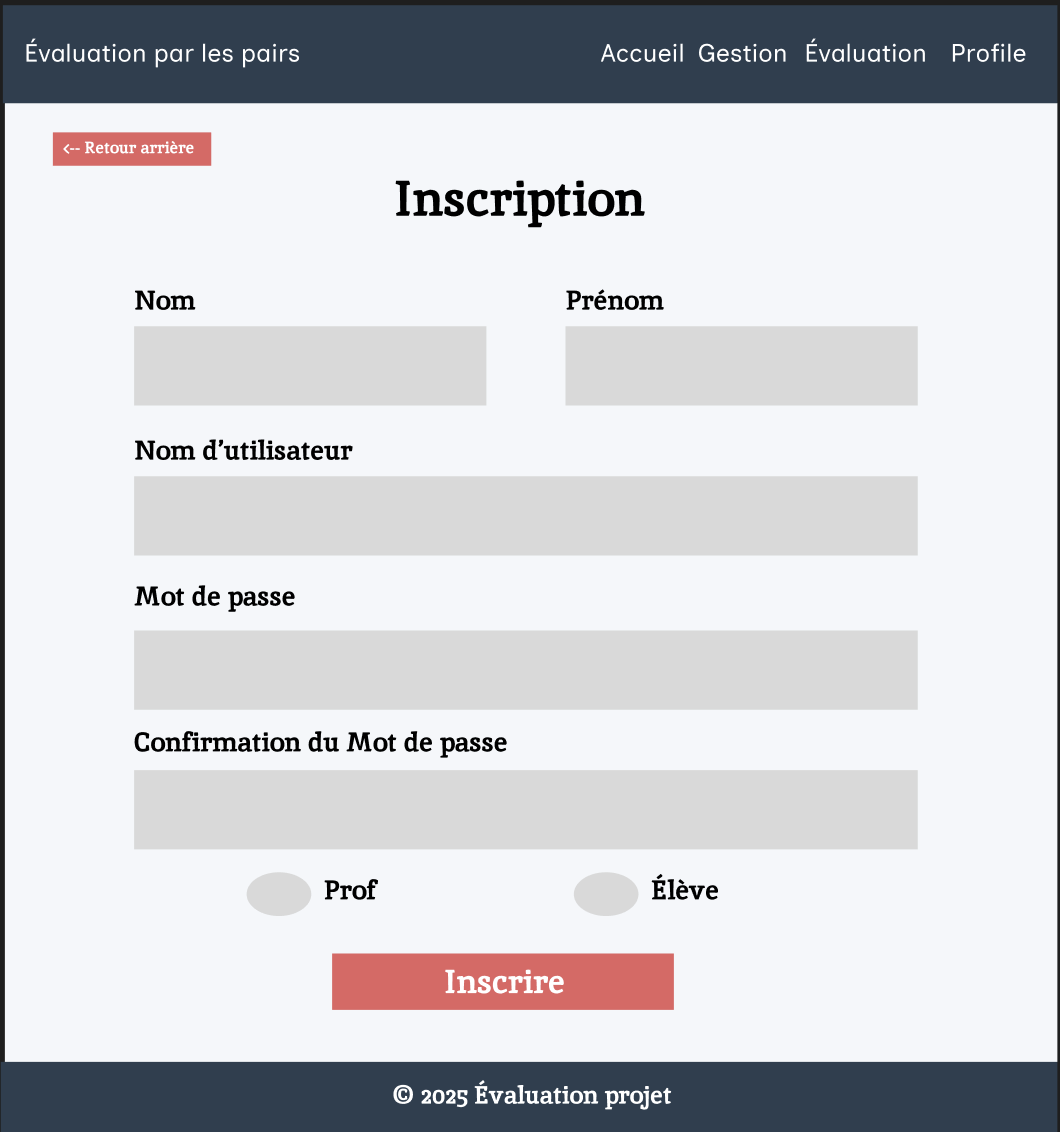 Évaluation par les pairs Accueil Gestion Évaluation Profile
<-- Retour arrière
Inscription
Nom Prénom
Nom d’utilisateur
Mot de passe
Confirmation du Mot de passe
Prof Élève
Inscrire
© 2025 Évaluation projet